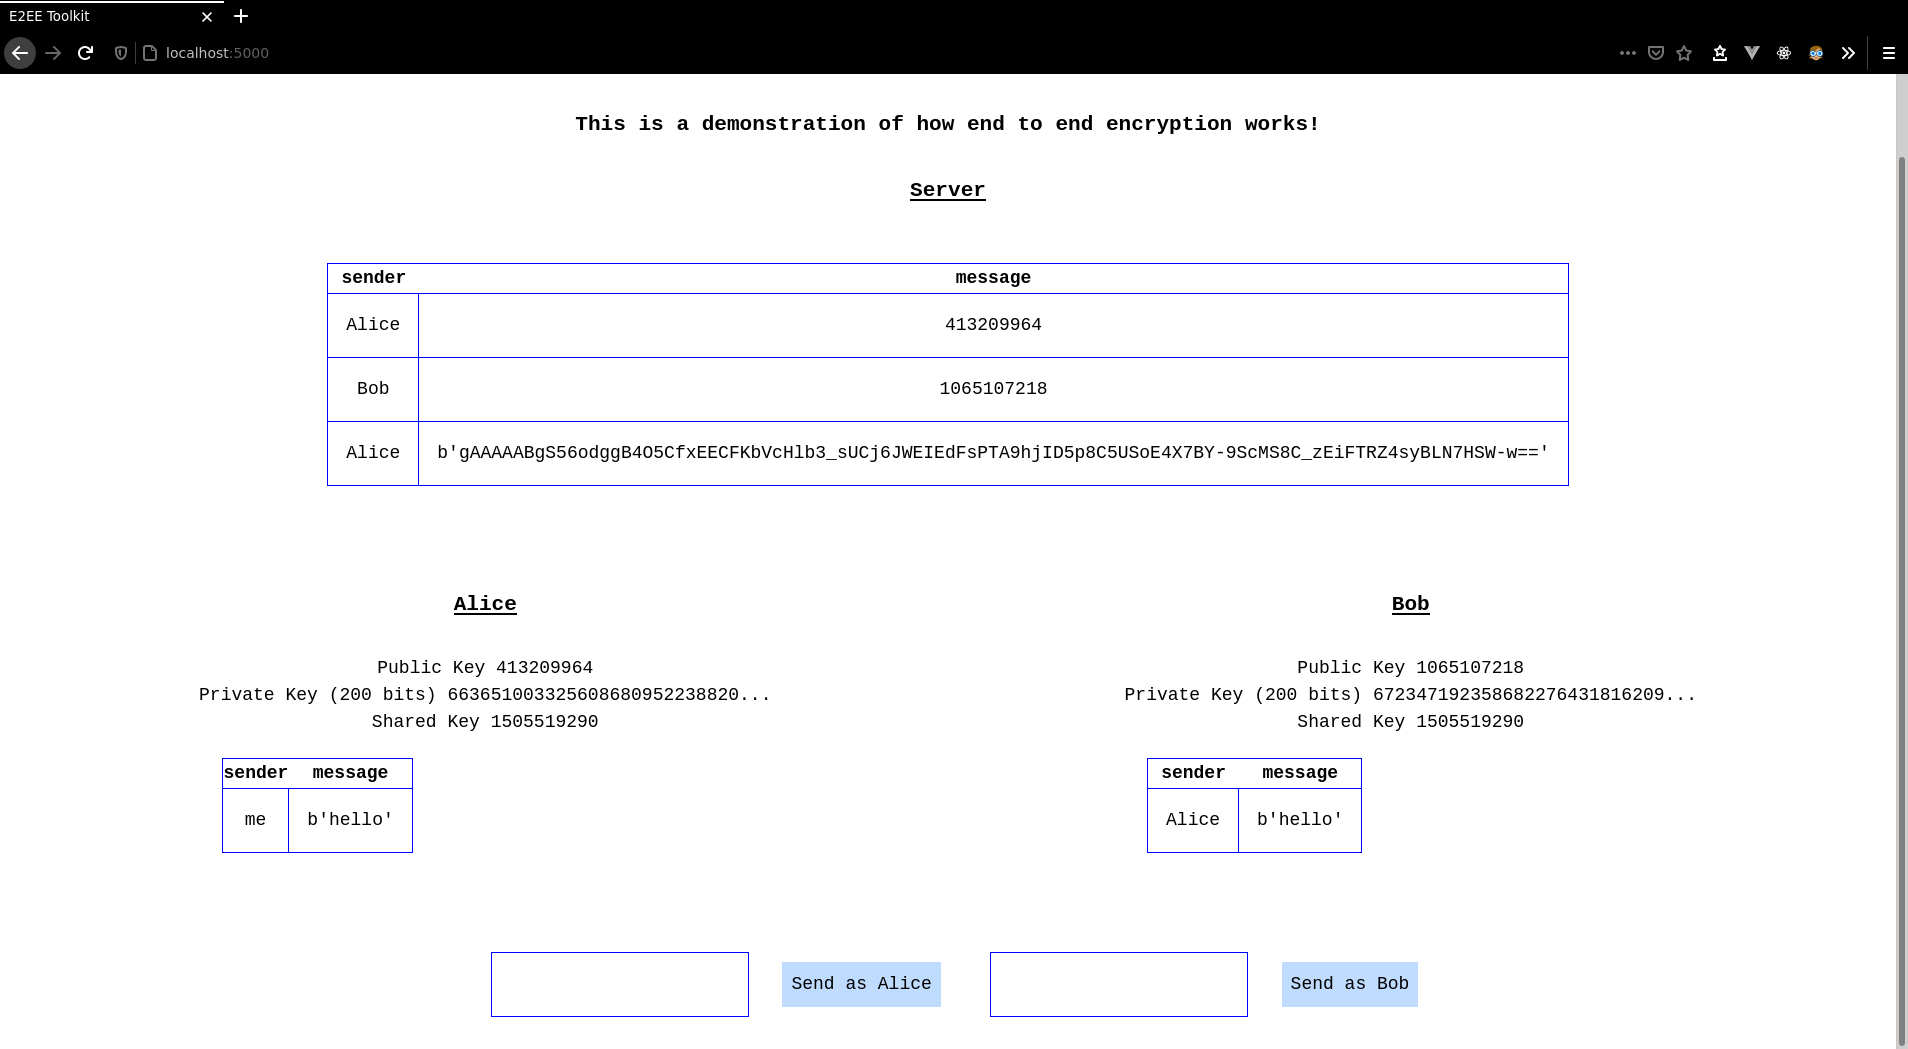 E2EE Toolkit
localhost:5000
This is a demonstration of how end to end encryption works!
Server
sender message
Alice 413209964
Bob 1065107218
Alice b'gAAAAABgS56odggB4O5CfxEECFKbVcHlb3_sUCj6JWEIEdFsPTA9hjID5p8C5USoE4X7BY-9ScMS8C_zEiFTRZ4syBLN7HSW-w=='
Alice
Public Key 413209964
Private Key (200 bits) 663651003325608680952238820...
Shared Key 1505519290
sender message
me b'hello'
Bob
Public Key 1065107218
Private Key (200 bits) 672347192358682276431816209...
Shared Key 1505519290
sender message
Alice b'hello'
Send as Alice
Send as Bob